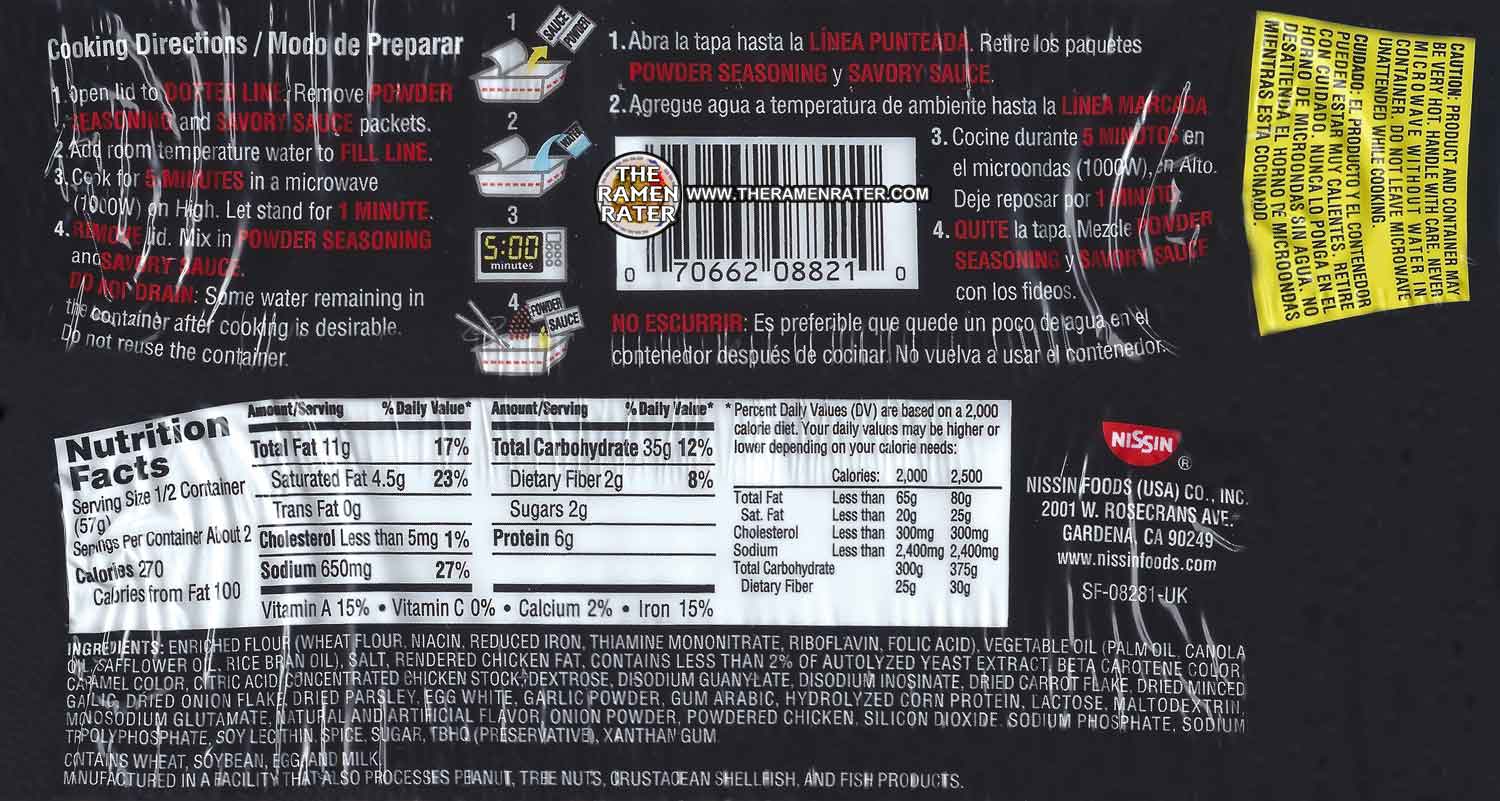 Cooking Directions / Modo de Preparar
1. Open lid to DOTTED LINE. Remove POWDER
SEASONING and SAVORY SAUCE packets.
2. Add room temperature water to FILL LINE.
3. Cook for 5 MINUTES in a microwave
(1000W) on High. Let stand for 1 MINUTE.
4. REMOVE lid. Mix in POWDER SEASONING
and SAVORY SAUCE.
DO NOT DRAIN: Some water remaining in
the container after cooking is desirable.
Do not reuse the container.
1
SAUCE
POWDER
2
WATER
3
5:00
minutes
4
POWDER
SAUCE
1. Abra la tapa hasta la LÍNEA PUNTEADA. Retire los paquetes
POWDER SEASONING y SAVORY SAUCE.
2. Agregue agua a temperatura de ambiente hasta la LÍNEA MARCADA.
3. Cocine durante 5 MINUTOS en
el microondas (1000W), en Alto.
Deje reposar por 1 MINUTO.
4. QUITE la tapa. Mezcle POWDER
SEASONING y SAVORY SAUCE
con los fideos.
THE
RAMEN
RATER
WWW.THERAMENRATER.COM
0 70662 08821 0
NO ESCURRIR: Es preferible que quede un poco de agua en el
contenedor después de cocinar. No vuelva a usar el contenedor.
CAUTION: PRODUCT AND CONTAINER MAY
BE VERY HOT. HANDLE WITH CARE. NEVER
MICROWAVE WITHOUT WATER IN
CONTAINER. DO NOT LEAVE MICROWAVE
UNATTENDED WHILE COOKING.
CUIDADO: EL PRODUCTO Y EL CONTENEDOR
PUEDEN ESTAR MUY CALIENTES. RETIRE
CON CUIDADO. NUNCA LO PONGA EN EL
HORNO DE MICROONDAS SIN AGUA. NO
DESATIENDA EL HORNO DE MICROONDAS
MIENTRAS ESTA COCINANDO.
Nutrition
Facts
Serving Size 1/2 Container
(57g)
Servings Per Container About 2
Calories 270
Calories from Fat 100
Amount/Serving % Daily Value*
Total Fat 11g 17%
Saturated Fat 4.5g 23%
Trans Fat 0g
Cholesterol Less than 5mg 1%
Sodium 650mg 27%
Amount/Serving % Daily Value*
Total Carbohydrate 35g 12%
Dietary Fiber 2g 8%
Sugars 2g
Protein 6g
Vitamin A 15% • Vitamin C 0% • Calcium 2% • Iron 15%
* Percent Daily Values (DV) are based on a 2,000
calorie diet. Your daily values may be higher or
lower depending on your calorie needs:
Calories: 2,000 2,500
Total Fat Less than 65g 80g
Sat. Fat Less than 20g 25g
Cholesterol Less than 300mg 300mg
Sodium Less than 2,400mg 2,400mg
Total Carbohydrate 300g 375g
Dietary Fiber 25g 30g
NISSIN
®
NISSIN FOODS (USA) CO., INC.
2001 W. ROSECRANS AVE.
GARDENA, CA 90249
www.nissinfoods.com
SF-08281-UK
INGREDIENTS: ENRICHED FLOUR (WHEAT FLOUR, NIACIN, REDUCED IRON, THIAMINE MONONITRATE, RIBOFLAVIN, FOLIC ACID), VEGETABLE OIL (PALM OIL, CANOLA
OIL, SAFFLOWER OIL, RICE BRAN OIL), SALT, RENDERED CHICKEN FAT, CONTAINS LESS THAN 2% OF AUTOLYZED YEAST EXTRACT, BETA CAROTENE COLOR,
CARAMEL COLOR, CITRIC ACID, CONCENTRATED CHICKEN STOCK, DEXTROSE, DISODIUM GUANYLATE, DISODIUM INOSINATE, DRIED CARROT FLAKE, DRIED MINCED
GARLIC, DRIED ONION FLAKE, DRIED PARSLEY, EGG WHITE, GARLIC POWDER, GUM ARABIC, HYDROLYZED CORN PROTEIN, LACTOSE, MALTODEXTRIN,
MONOSODIUM GLUTAMATE, NATURAL AND ARTIFICIAL FLAVOR, ONION POWDER, POWDERED CHICKEN, SILICON DIOXIDE, SODIUM PHOSPHATE, SODIUM
TRIPOLYPHOSPHATE, SOY LECITHIN, SPICE, SUGAR, TBHQ (PRESERVATIVE), XANTHAN GUM.
CONTAINS WHEAT, SOYBEAN, EGG AND MILK.
MANUFACTURED IN A FACILITY THAT ALSO PROCESSES PEANUT, TREE NUTS, CRUSTACEAN SHELLFISH, AND FISH PRODUCTS.